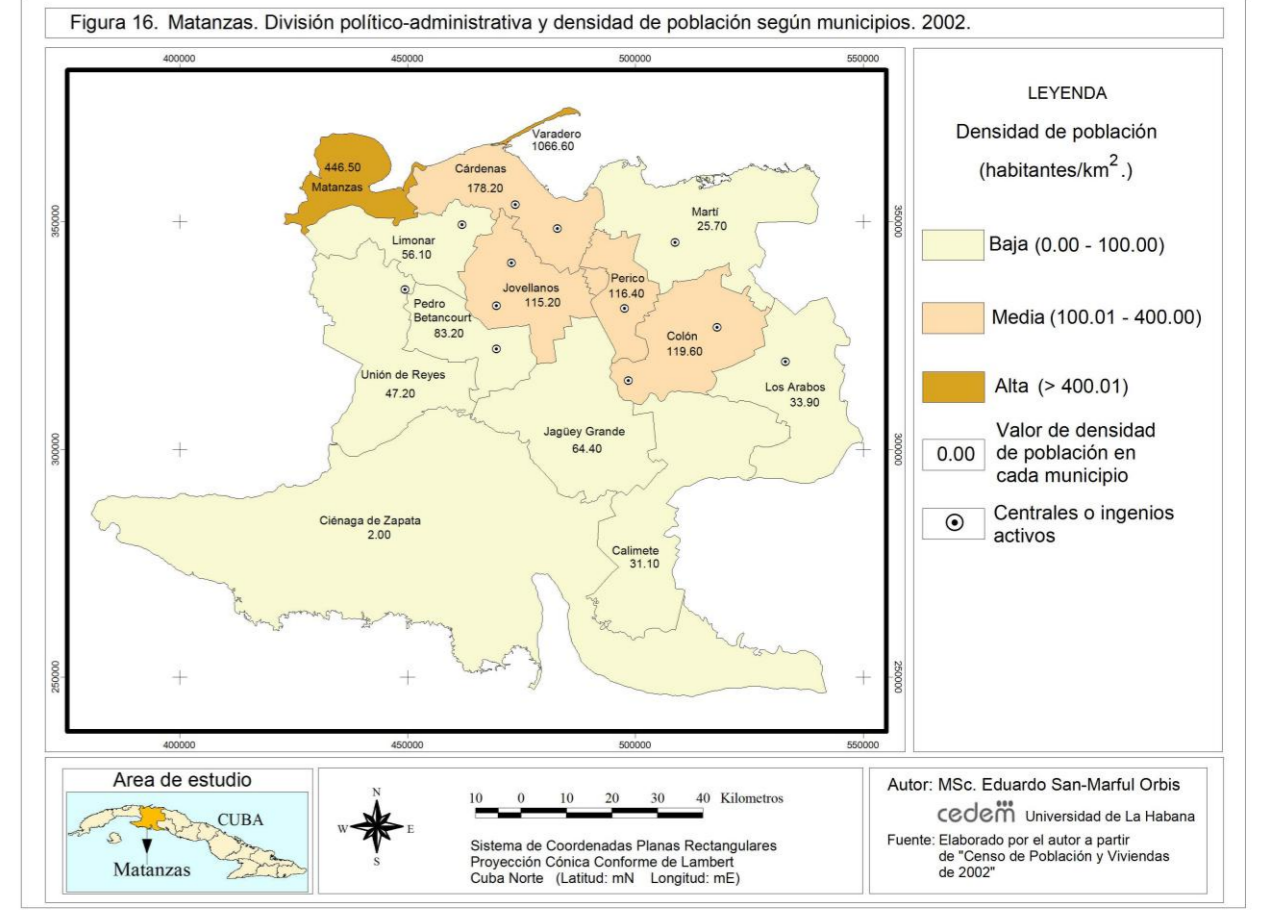 Figura 16. Matanzas. División político-administrativa y densidad de población según municipios. 2002.
400000 450000 500000 550000
350000
300000
250000
Varadero
1066.60
446.50
Matanzas
Cárdenas
178.20
Martí
25.70
Limonar
56.10
Jovellanos
115.20
Perico
116.40
Pedro
Betancourt
83.20
Colón
119.60
Unión de Reyes
47.20
Los Arabos
33.90
Jagüey Grande
64.40
Ciénaga de Zapata
2.00
Calimete
31.10
350000
300000
250000
400000 450000 500000 550000
LEYENDA
Densidad de población
(habitantes/km².)
Baja (0.00 - 100.00)
Media (100.01 - 400.00)
Alta (> 400.01)
0.00
Valor de densidad
de población en
cada municipio
Centrales o ingenios
activos
Area de estudio
CUBA
Matanzas
N
W E
S
10 0 10 20 30 40 Kilometros
Sistema de Coordenadas Planas Rectangulares
Proyección Cónica Conforme de Lambert
Cuba Norte (Latitud: mN Longitud: mE)
Autor: MSc. Eduardo San-Marful Orbis
cedem Universidad de La Habana
Fuente: Elaborado por el autor a partir
de "Censo de Población y Viviendas
de 2002"